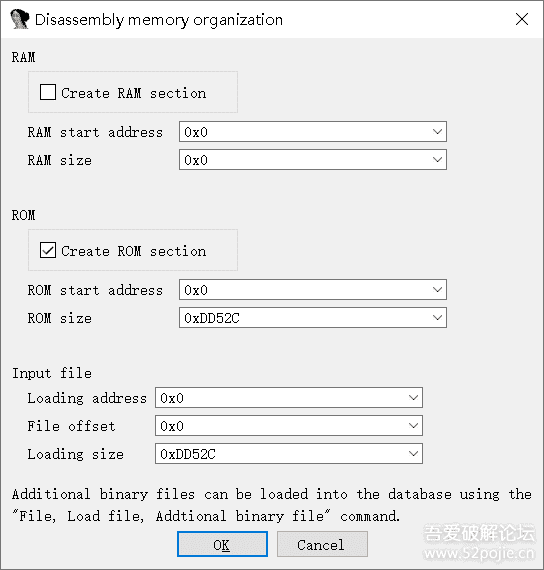 Disassembly memory organization
RAM
Create RAM section
RAM start address 0x0
RAM size 0x0
ROM
Create ROM section
ROM start address 0x0
ROM size 0xDD52C
Input file
Loading address 0x0
File offset 0x0
Loading size 0xDD52C
Additional binary files can be loaded into the database using the
"File, Load file, Addtional binary file" command.
OK Cancel
吾爱破解论坛
www.52pojie.cn